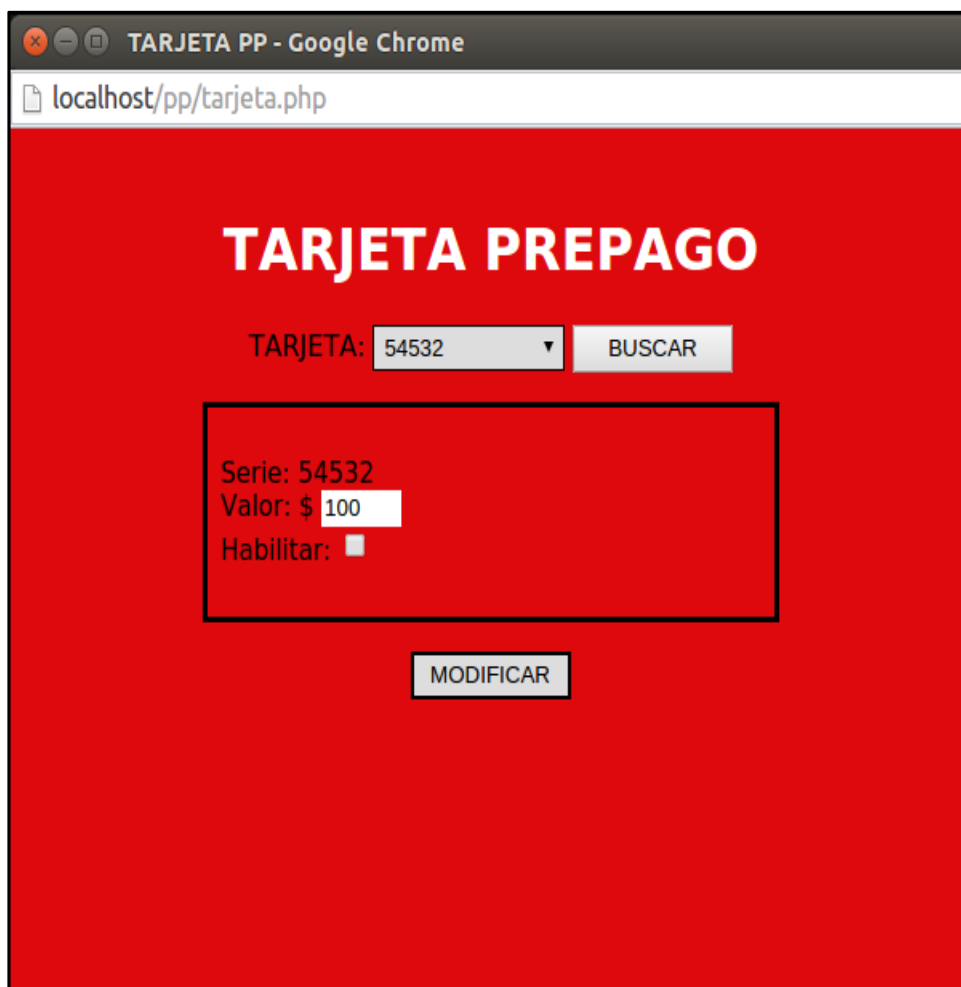 TARJETA PP - Google Chrome
localhost/pp/tarjeta.php
TARJETA PREPAGO
TARJETA: 54532 BUSCAR
Serie: 54532
Valor: $ 100
Habilitar:
MODIFICAR